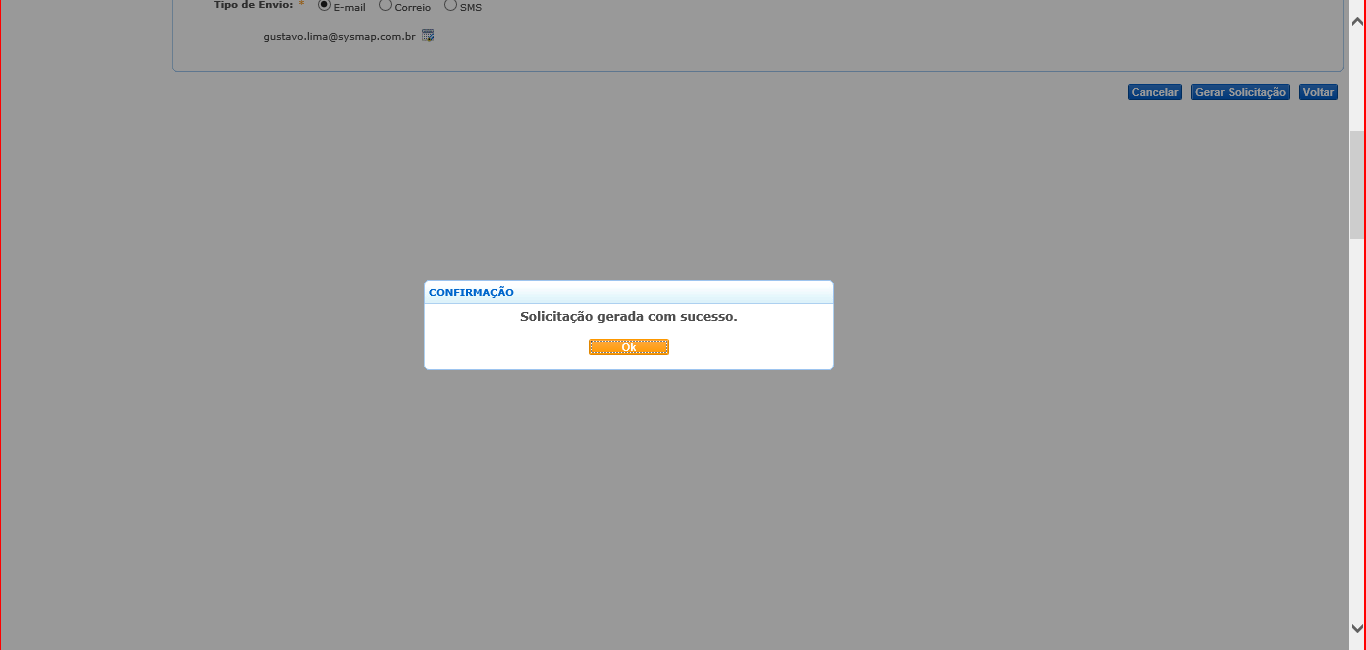 Tipo de Envio: * E-mail Correio SMS
gustavo.lima@sysmap.com.br
Cancelar Gerar Solicitação Voltar
CONFIRMAÇÃO
Solicitação gerada com sucesso.
Ok